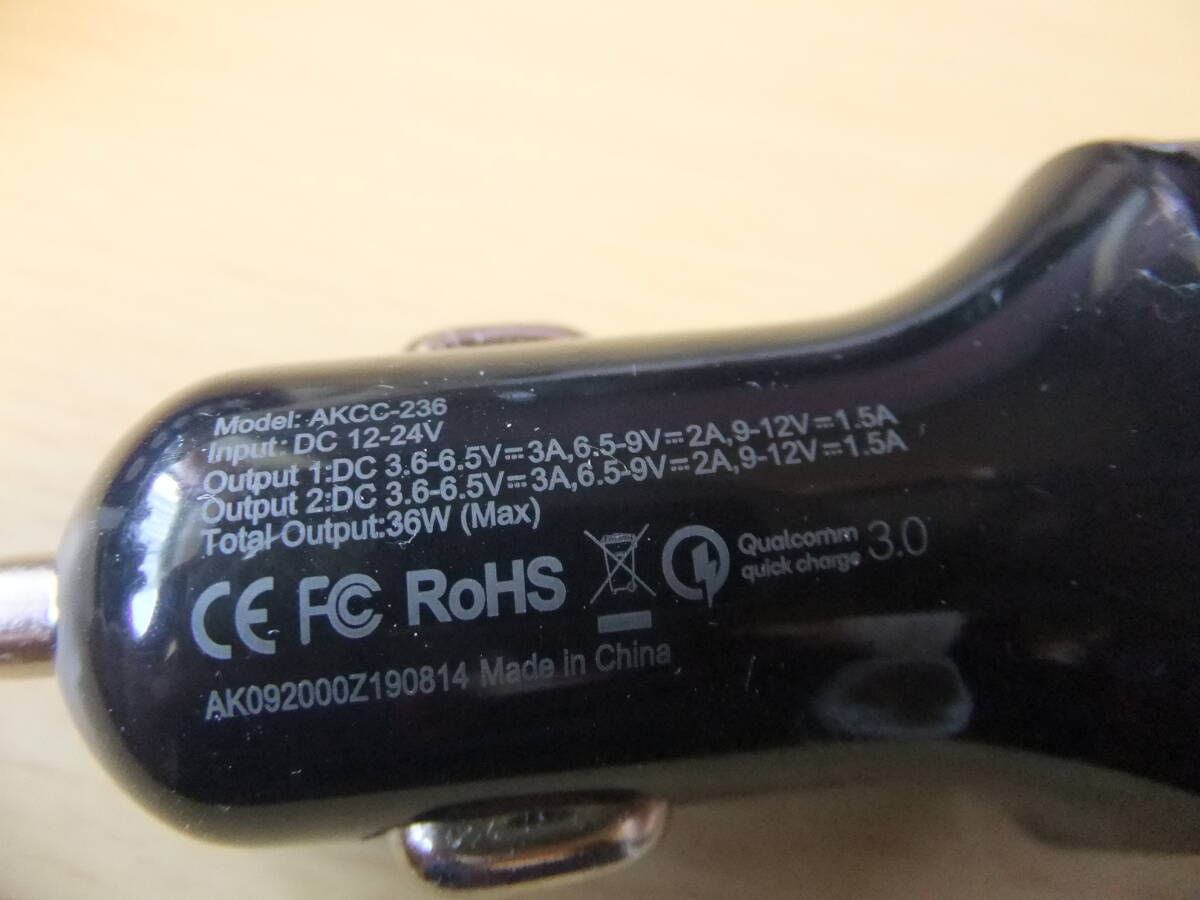 Model: AKCC-236
Input: DC 12-24V
Output 1:DC 3.6-6.5V⎓3A,6.5-9V⎓2A,9-12V⎓1.5A
Output 2:DC 3.6-6.5V⎓3A,6.5-9V⎓2A,9-12V⎓1.5A
Total Output:36W (Max)
CE FC RoHS
Qualcomm
quick charge 3.0
AK092000Z190814 Made in China